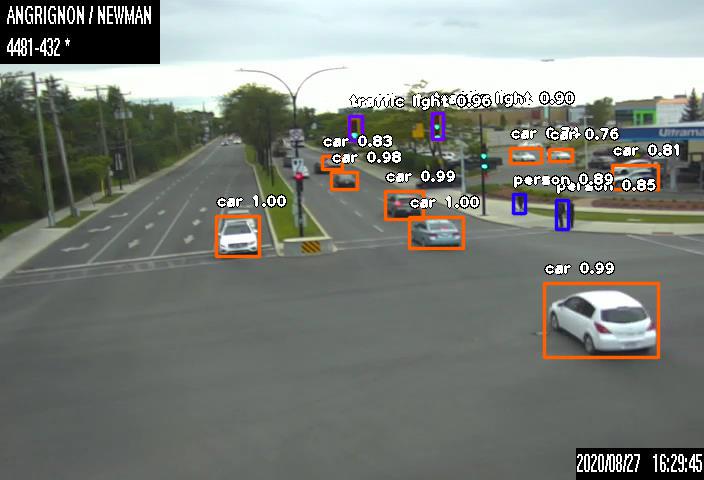 ANGRIGNON / NEWMAN
4481-432 *
traffic light 0.96
light 0.90
car 0.83
car 0.76
car 0.98
car 0.81
car 0.99
person 0.89
person 0.85
car 1.00
car 1.00
car 0.99
Ultramar
2020/08/27 16:29:45